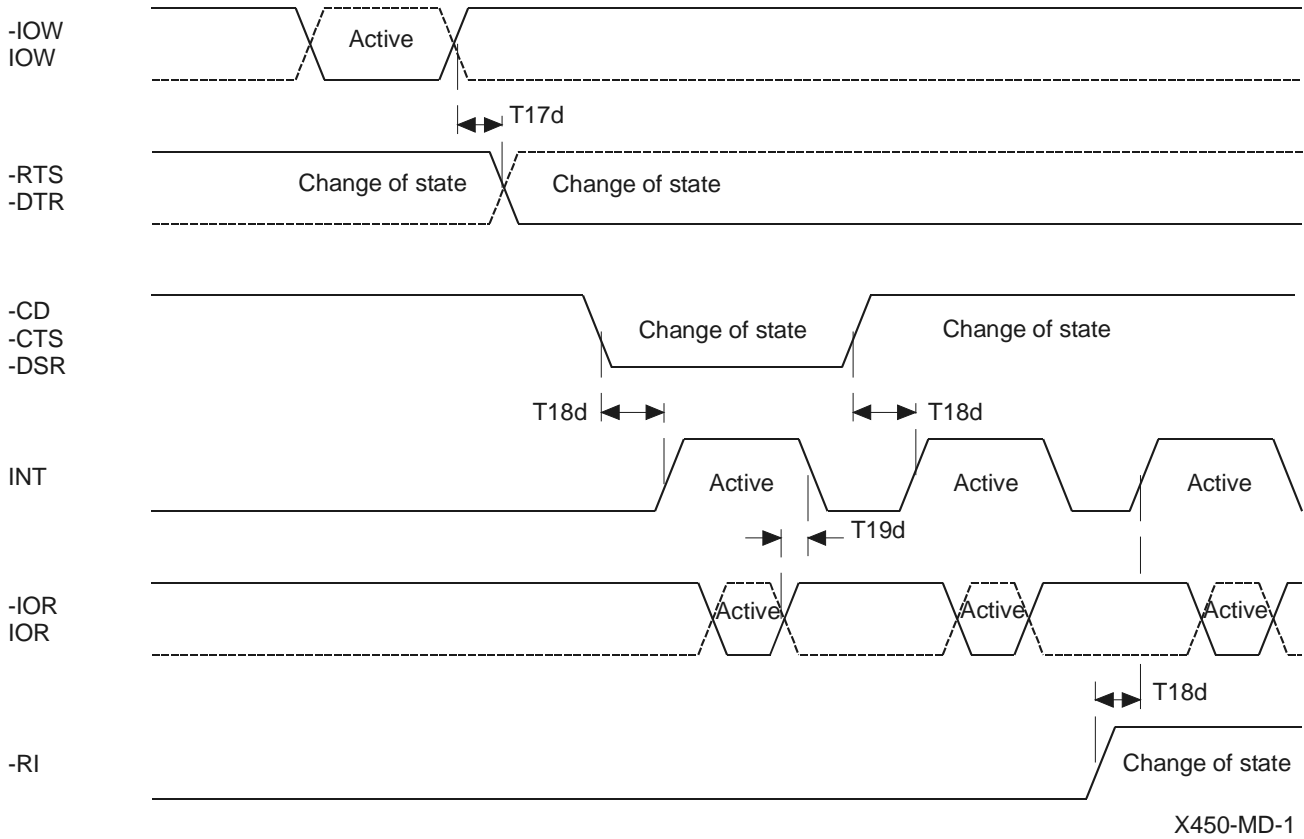 -IOW
IOW
Active
T17d
-RTS
-DTR
Change of state
Change of state
-CD
-CTS
-DSR
Change of state
Change of state
T18d
T18d
INT
Active
Active
Active
T19d
-IOR
IOR
Active
Active
Active
T18d
-RI
Change of state
X450-MD-1